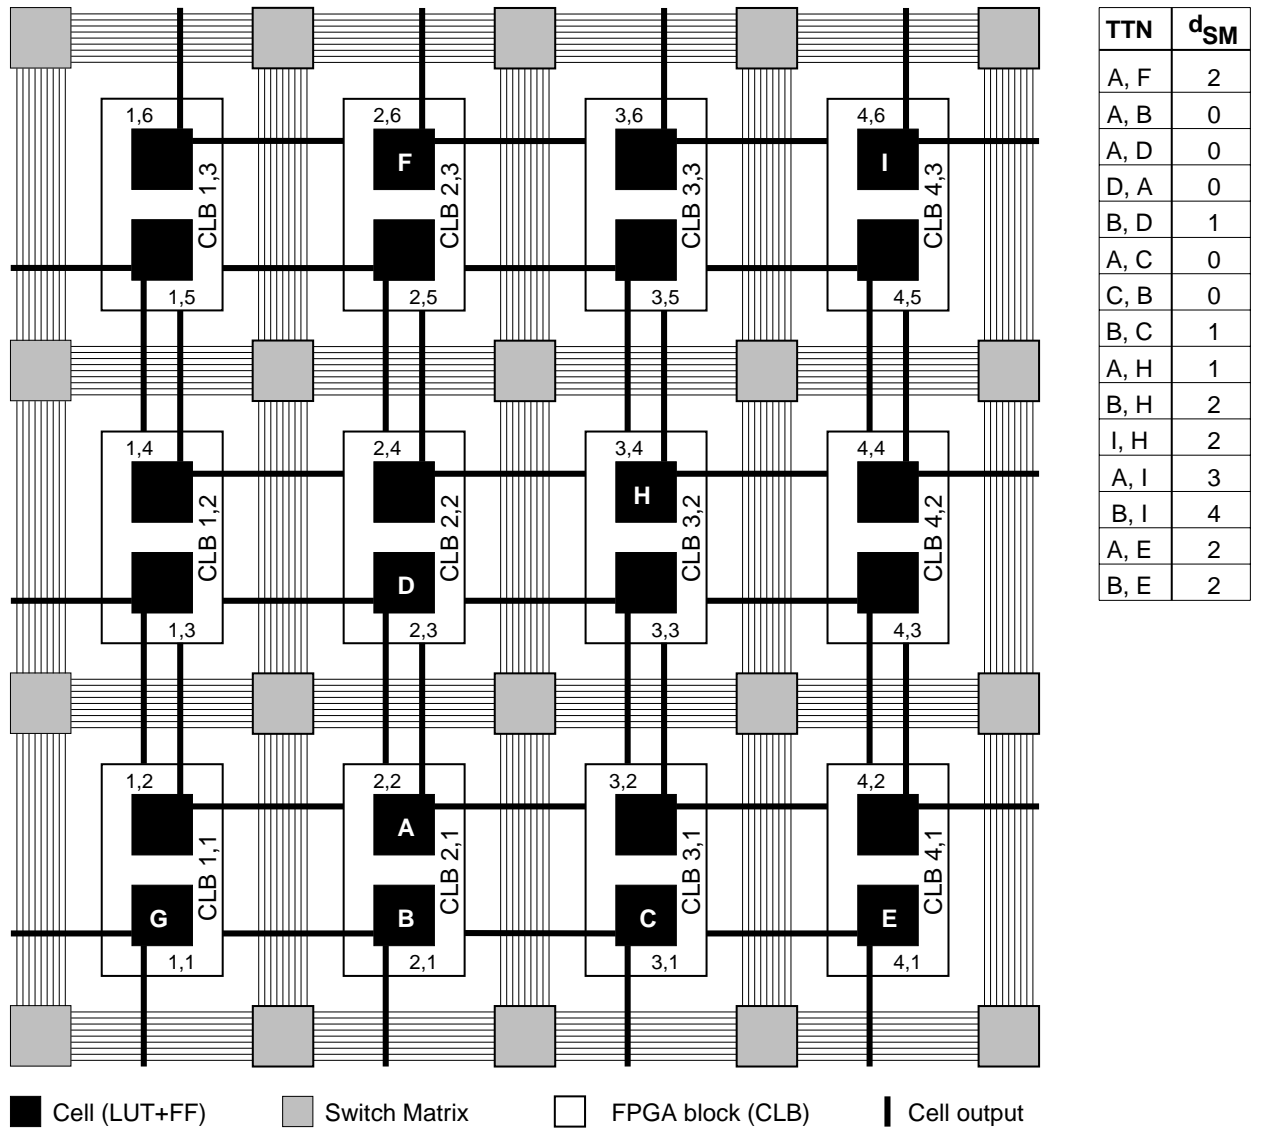 TTN dSM
A, F 2
A, B 0
A, D 0
D, A 0
B, D 1
A, C 0
C, B 0
B, C 1
A, H 1
B, H 2
I, H 2
A, I 3
B, I 4
A, E 2
B, E 2
1,6 2,6 3,6 4,6
F I
CLB 1,3 CLB 2,3 CLB 3,3 CLB 4,3
1,5 2,5 3,5 4,5
1,4 2,4 3,4 4,4
H
CLB 1,2 CLB 2,2 CLB 3,2 CLB 4,2
D
1,3 2,3 3,3 4,3
1,2 2,2 3,2 4,2
A
CLB 1,1 CLB 2,1 CLB 3,1 CLB 4,1
G B C E
1,1 2,1 3,1 4,1
Cell (LUT+FF) Switch Matrix FPGA block (CLB) Cell output